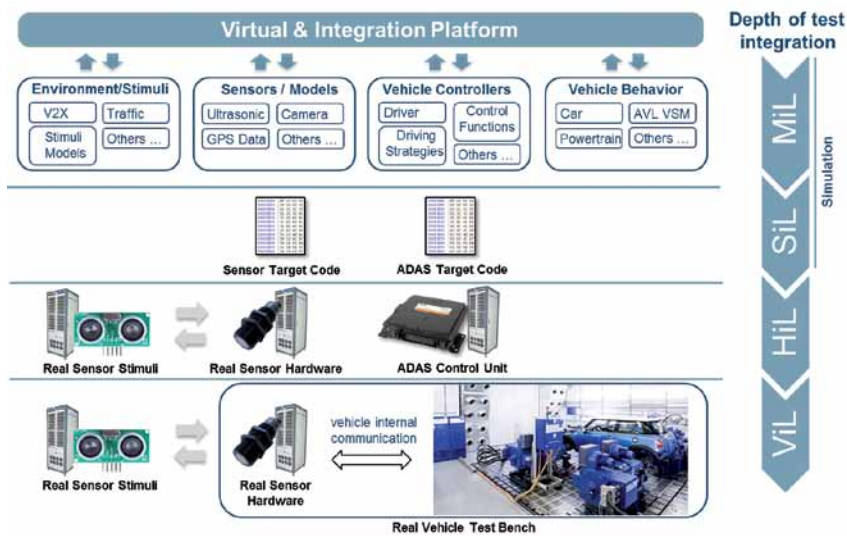 Virtual & Integration Platform
Depth of test
integration
Environment/Stimuli
V2X
Traffic
Stimuli
Models
Others ...
Sensors / Models
Ultrasonic
Camera
GPS Data
Others ...
Vehicle Controllers
Driver
Control
Functions
Driving
Strategies
Others ...
Vehicle Behavior
Car
AVL VSM
Powertrain
Others ...
MiL
Simulation
SiL
Sensor Target Code
ADAS Target Code
HiL
Real Sensor Stimuli
Real Sensor Hardware
ADAS Control Unit
ViL
vehicle internal
communication
Real Sensor Stimuli
Real Sensor
Hardware
Real Vehicle Test Bench